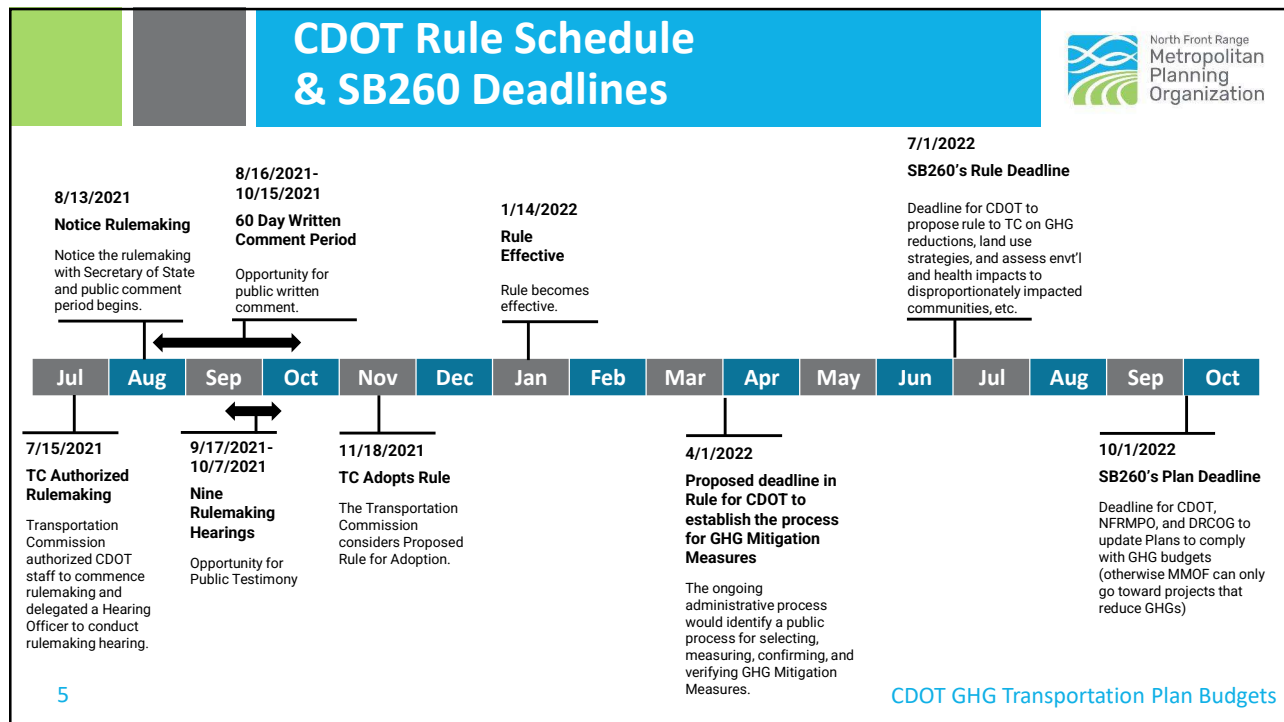 CDOT Rule Schedule
& SB260 Deadlines
North Front Range
Metropolitan
Planning
Organization
8/13/2021
Notice Rulemaking
Notice the rulemaking
with Secretary of State
and public comment
period begins.
8/16/2021-
10/15/2021
60 Day Written
Comment Period
Opportunity for
public written
comment.
1/14/2022
Rule
Effective
Rule becomes
effective.
7/1/2022
SB260's Rule Deadline
Deadline for CDOT to
propose rule to TC on GHG
reductions, land use
strategies, and assess envt'l
and health impacts to
disproportionately impacted
communities, etc.
Jul Aug Sep Oct Nov Dec Jan Feb Mar Apr May Jun Jul Aug Sep Oct
7/15/2021
TC Authorized
Rulemaking
Transportation
Commission
authorized CDOT
staff to commence
rulemaking and
delegated a Hearing
Officer to conduct
rulemaking hearing.
9/17/2021-
10/7/2021
Nine
Rulemaking
Hearings
Opportunity for
Public Testimony
11/18/2021
TC Adopts Rule
The Transportation
Commission
considers Proposed
Rule for Adoption.
4/1/2022
Proposed deadline in
Rule for CDOT to
establish the process
for GHG Mitigation
Measures
The ongoing
administrative process
would identify a public
process for selecting,
measuring, confirming, and
verifying GHG Mitigation
Measures.
10/1/2022
SB260's Plan Deadline
Deadline for CDOT,
NFRMPO, and DRCOG to
update Plans to comply
with GHG budgets
(otherwise MMOF can only
go toward projects that
reduce GHGs)
5
CDOT GHG Transportation Plan Budgets